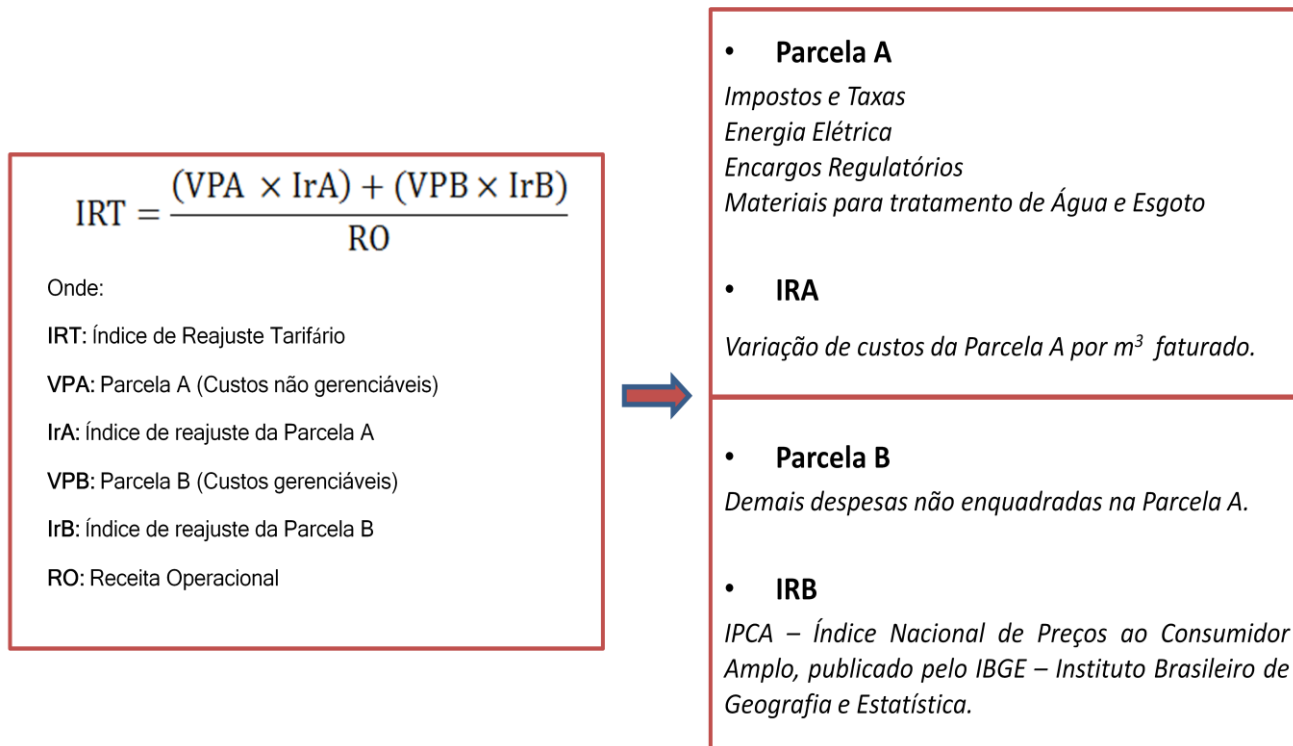 IRT = (VPA × IrA) + (VPB × IrB) / RO
Onde:
IRT: Índice de Reajuste Tarifário
VPA: Parcela A (Custos não gerenciáveis)
IrA: Índice de reajuste da Parcela A
VPB: Parcela B (Custos gerenciáveis)
IrB: Índice de reajuste da Parcela B
RO: Receita Operacional
• Parcela A
Impostos e Taxas
Energia Elétrica
Encargos Regulatórios
Materiais para tratamento de Água e Esgoto
• IRA
Variação de custos da Parcela A por m³ faturado.
• Parcela B
Demais despesas não enquadradas na Parcela A.
• IRB
IPCA – Índice Nacional de Preços ao Consumidor
Amplo, publicado pelo IBGE – Instituto Brasileiro de
Geografia e Estatística.